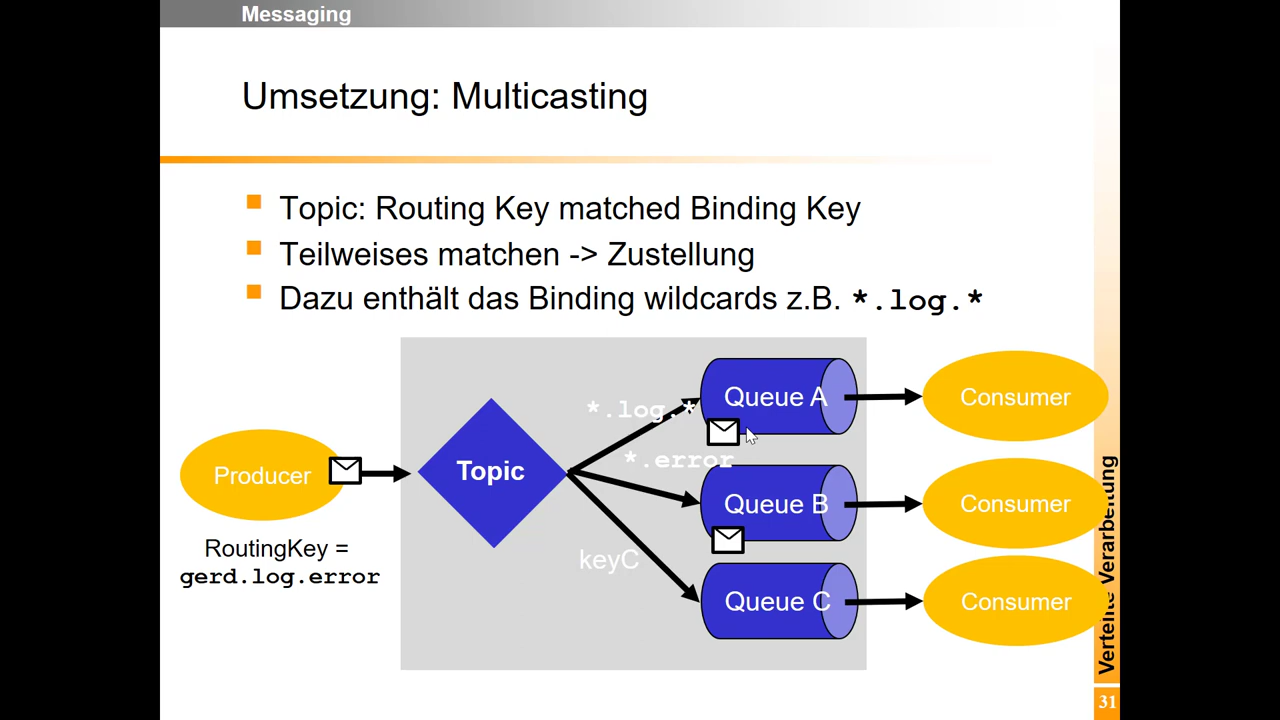 Messaging
Umsetzung: Multicasting
Topic: Routing Key matched Binding Key
Teilweises matchen -> Zustellung
Dazu enthält das Binding wildcards z.B. *.log.*
Producer
RoutingKey =
gerd.log.error
Topic
*.log.*
*.error
keyC
Queue A
Queue B
Queue C
Consumer
Consumer
Consumer
Verteilte Verarbeitung
31